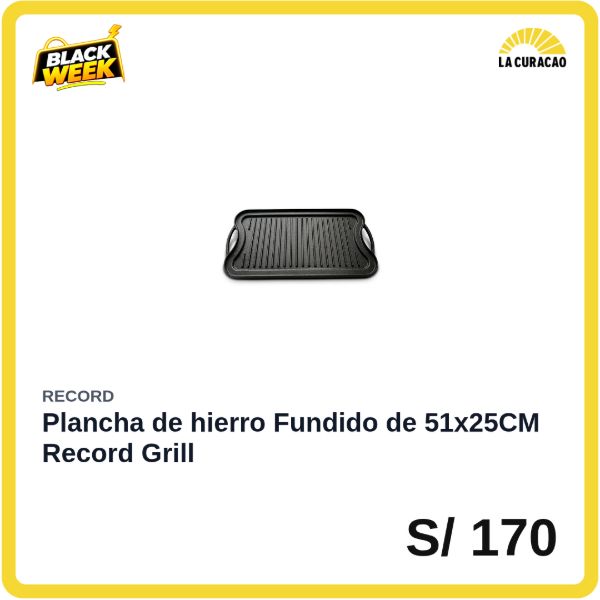 BLACK
WEEK
LA CURACAO
RECORD
Plancha de hierro Fundido de 51x25CM
Record Grill
S/ 170